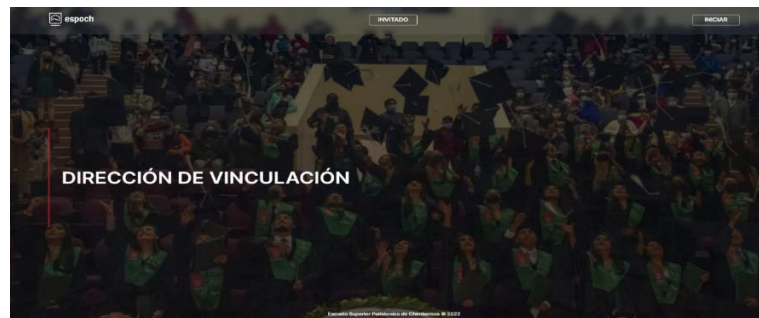 espoch
INVITADO
INICIAR
DIRECCIÓN DE VINCULACIÓN
Escuela Superior Politécnica de Chimborazo © 2022